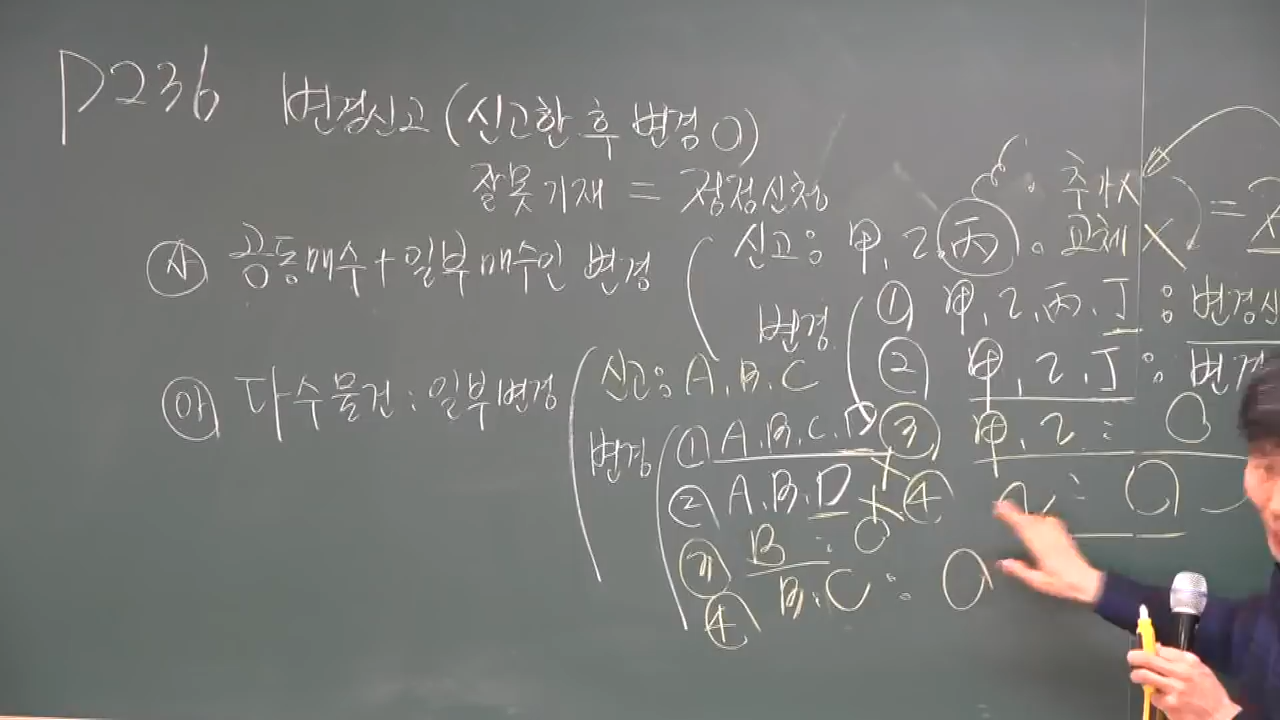 P236
변경신고 (신고한 후 변경 O)
잘못기재 = 정정신청
㉦ 공동매수 + 일부 매수인 변경
신고: 甲, 乙, 丙
· 추가X
· 교체 X =
변경
① 甲, 乙, 丙, 丁 : 변경신
② 甲, 乙, 丁 : 변경
③ 甲, 乙 : O
④ 乙 : O
㉧ 다수물건 : 일부변경
신고: A, B, C
변경
① A, B, C, D X
② A, B, D X
③ B : O
④ B, C : O